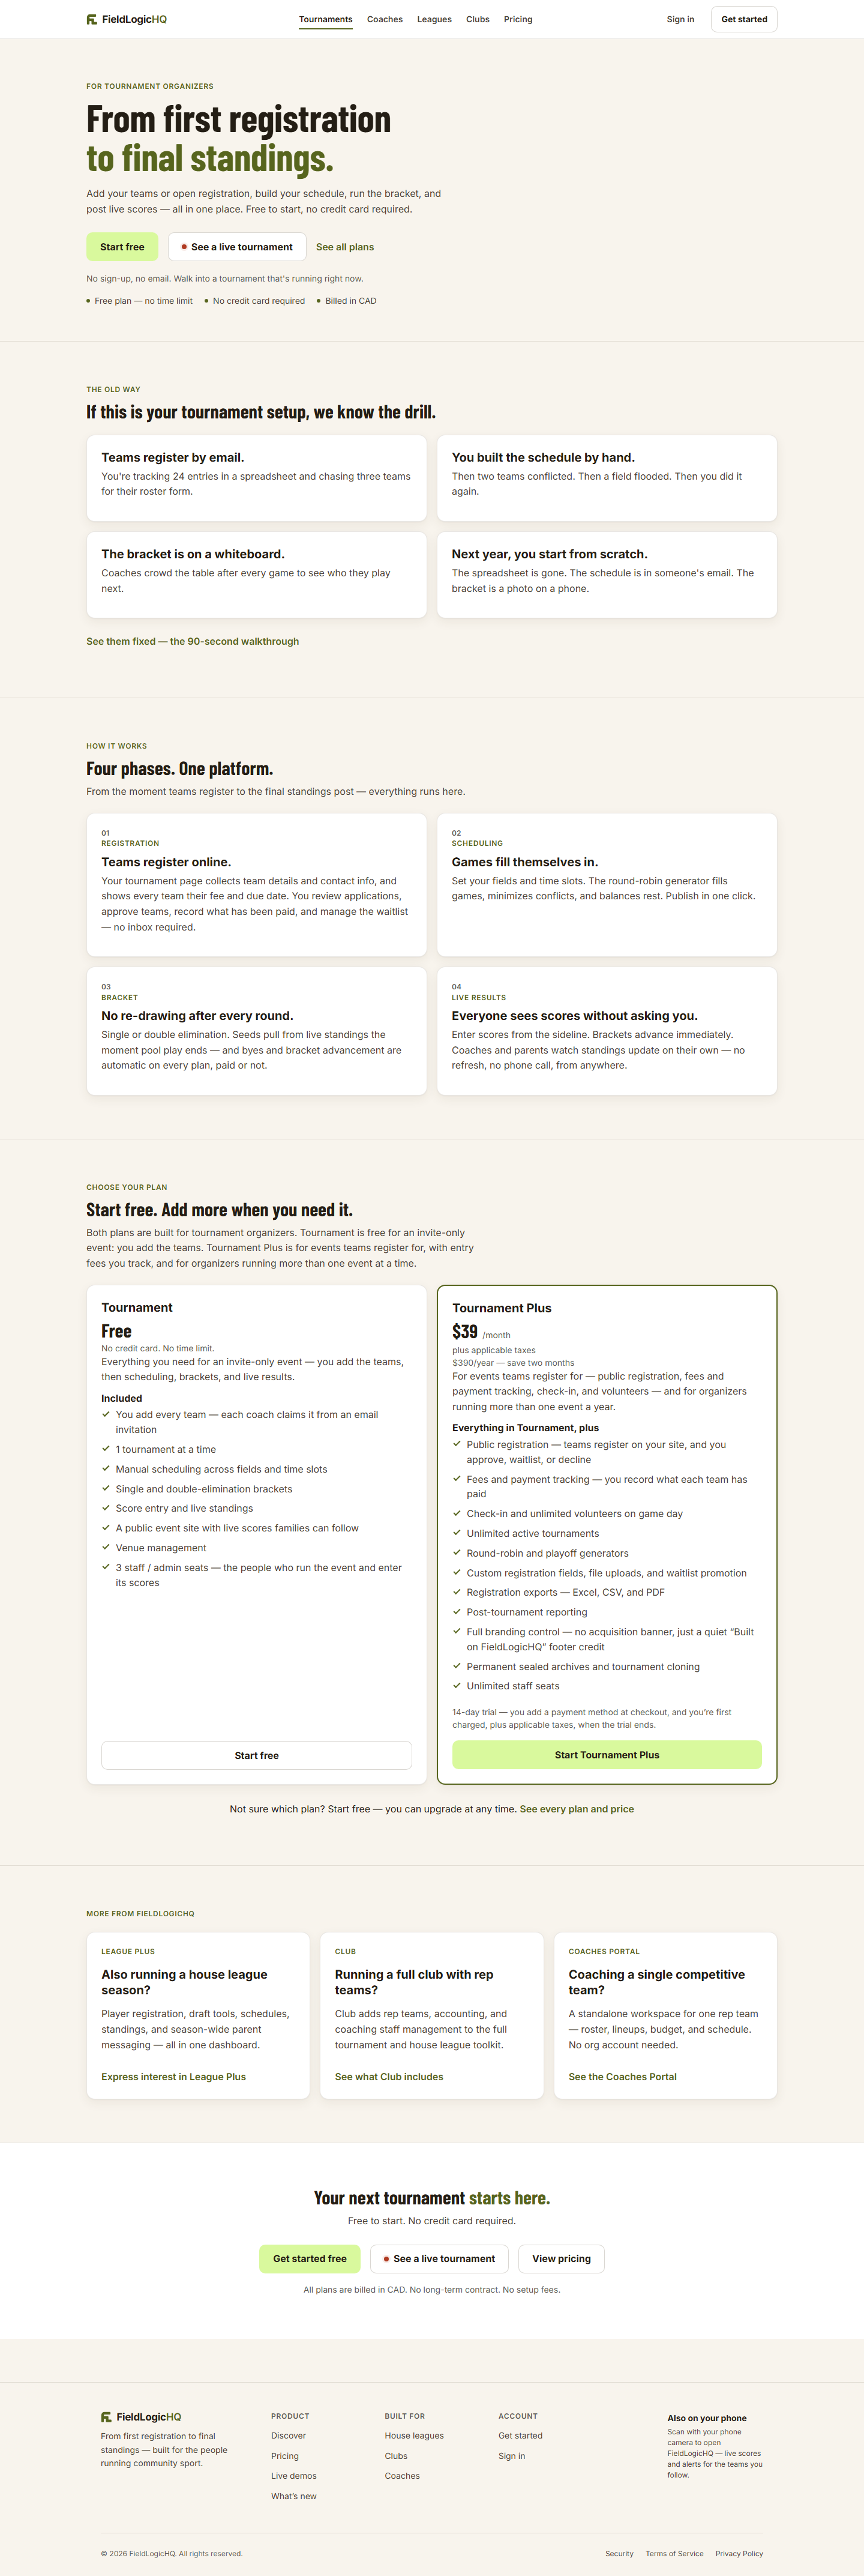 FieldLogicHQ
Tournaments
Coaches
Leagues
Clubs
Pricing
Sign in
Get started
FOR TOURNAMENT ORGANIZERS
From first registration
to final standings.
Add your teams or open registration, build your schedule, run the bracket, and
post live scores — all in one place. Free to start, no credit card required.
Start free
See a live tournament
See all plans
No sign-up, no email. Walk into a tournament that's running right now.
Free plan — no time limit
No credit card required
Billed in CAD
THE OLD WAY
If this is your tournament setup, we know the drill.
Teams register by email.
You're tracking 24 entries in a spreadsheet and chasing three teams
for their roster form.
You built the schedule by hand.
Then two teams conflicted. Then a field flooded. Then you did it
again.
The bracket is on a whiteboard.
Coaches crowd the table after every game to see who they play
next.
Next year, you start from scratch.
The spreadsheet is gone. The schedule is in someone's email. The
bracket is a photo on a phone.
See them fixed — the 90-second walkthrough
HOW IT WORKS
Four phases. One platform.
From the moment teams register to the final standings post — everything runs here.
01
REGISTRATION
Teams register online.
Your tournament page collects team details and contact info, and
shows every team their fee and due date. You review applications,
approve teams, record what has been paid, and manage the waitlist
— no inbox required.
02
SCHEDULING
Games fill themselves in.
Set your fields and time slots. The round-robin generator fills
games, minimizes conflicts, and balances rest. Publish in one click.
03
BRACKET
No re-drawing after every round.
Single or double elimination. Seeds pull from live standings the
moment pool play ends — and byes and bracket advancement are
automatic on every plan, paid or not.
04
LIVE RESULTS
Everyone sees scores without asking you.
Enter scores from the sideline. Brackets advance immediately.
Coaches and parents watch standings update on their own — no
refresh, no phone call, from anywhere.
CHOOSE YOUR PLAN
Start free. Add more when you need it.
Both plans are built for tournament organizers. Tournament is free for an invite-only
event: you add the teams. Tournament Plus is for events teams register for, with entry
fees you track, and for organizers running more than one event at a time.
Tournament
Free
No credit card. No time limit.
Everything you need for an invite-only event — you add the teams,
then scheduling, brackets, and live results.
Included
You add every team — each coach claims it from an email
invitation
1 tournament at a time
Manual scheduling across fields and time slots
Single and double-elimination brackets
Score entry and live standings
A public event site with live scores families can follow
Venue management
3 staff / admin seats — the people who run the event and enter
its scores
Start free
Tournament Plus
$39 /month
plus applicable taxes
$390/year — save two months
For events teams register for — public registration, fees and
payment tracking, check-in, and volunteers — and for organizers
running more than one event a year.
Everything in Tournament, plus
Public registration — teams register on your site, and you
approve, waitlist, or decline
Fees and payment tracking — you record what each team has
paid
Check-in and unlimited volunteers on game day
Unlimited active tournaments
Round-robin and playoff generators
Custom registration fields, file uploads, and waitlist promotion
Registration exports — Excel, CSV, and PDF
Post-tournament reporting
Full branding control — no acquisition banner, just a quiet “Built
on FieldLogicHQ” footer credit
Permanent sealed archives and tournament cloning
Unlimited staff seats
14-day trial — you add a payment method at checkout, and you’re first
charged, plus applicable taxes, when the trial ends.
Start Tournament Plus
Not sure which plan? Start free — you can upgrade at any time. See every plan and price
MORE FROM FIELDLOGICHQ
LEAGUE PLUS
Also running a house league
season?
Player registration, draft tools, schedules,
standings, and season-wide parent
messaging — all in one dashboard.
Express interest in League Plus
CLUB
Running a full club with rep
teams?
Club adds rep teams, accounting, and
coaching staff management to the full
tournament and house league toolkit.
See what Club includes
COACHES PORTAL
Coaching a single competitive
team?
A standalone workspace for one rep team
— roster, lineups, budget, and schedule.
No org account needed.
See the Coaches Portal
Your next tournament starts here.
Free to start. No credit card required.
Get started free
See a live tournament
View pricing
All plans are billed in CAD. No long-term contract. No setup fees.
FieldLogicHQ
From first registration to final
standings — built for the people
running community sport.
PRODUCT
Discover
Pricing
Live demos
What’s new
BUILT FOR
House leagues
Clubs
Coaches
ACCOUNT
Get started
Sign in
Also on your phone
Scan with your phone
camera to open
FieldLogicHQ — live scores
and alerts for the teams you
follow.
© 2026 FieldLogicHQ. All rights reserved.
Security
Terms of Service
Privacy Policy